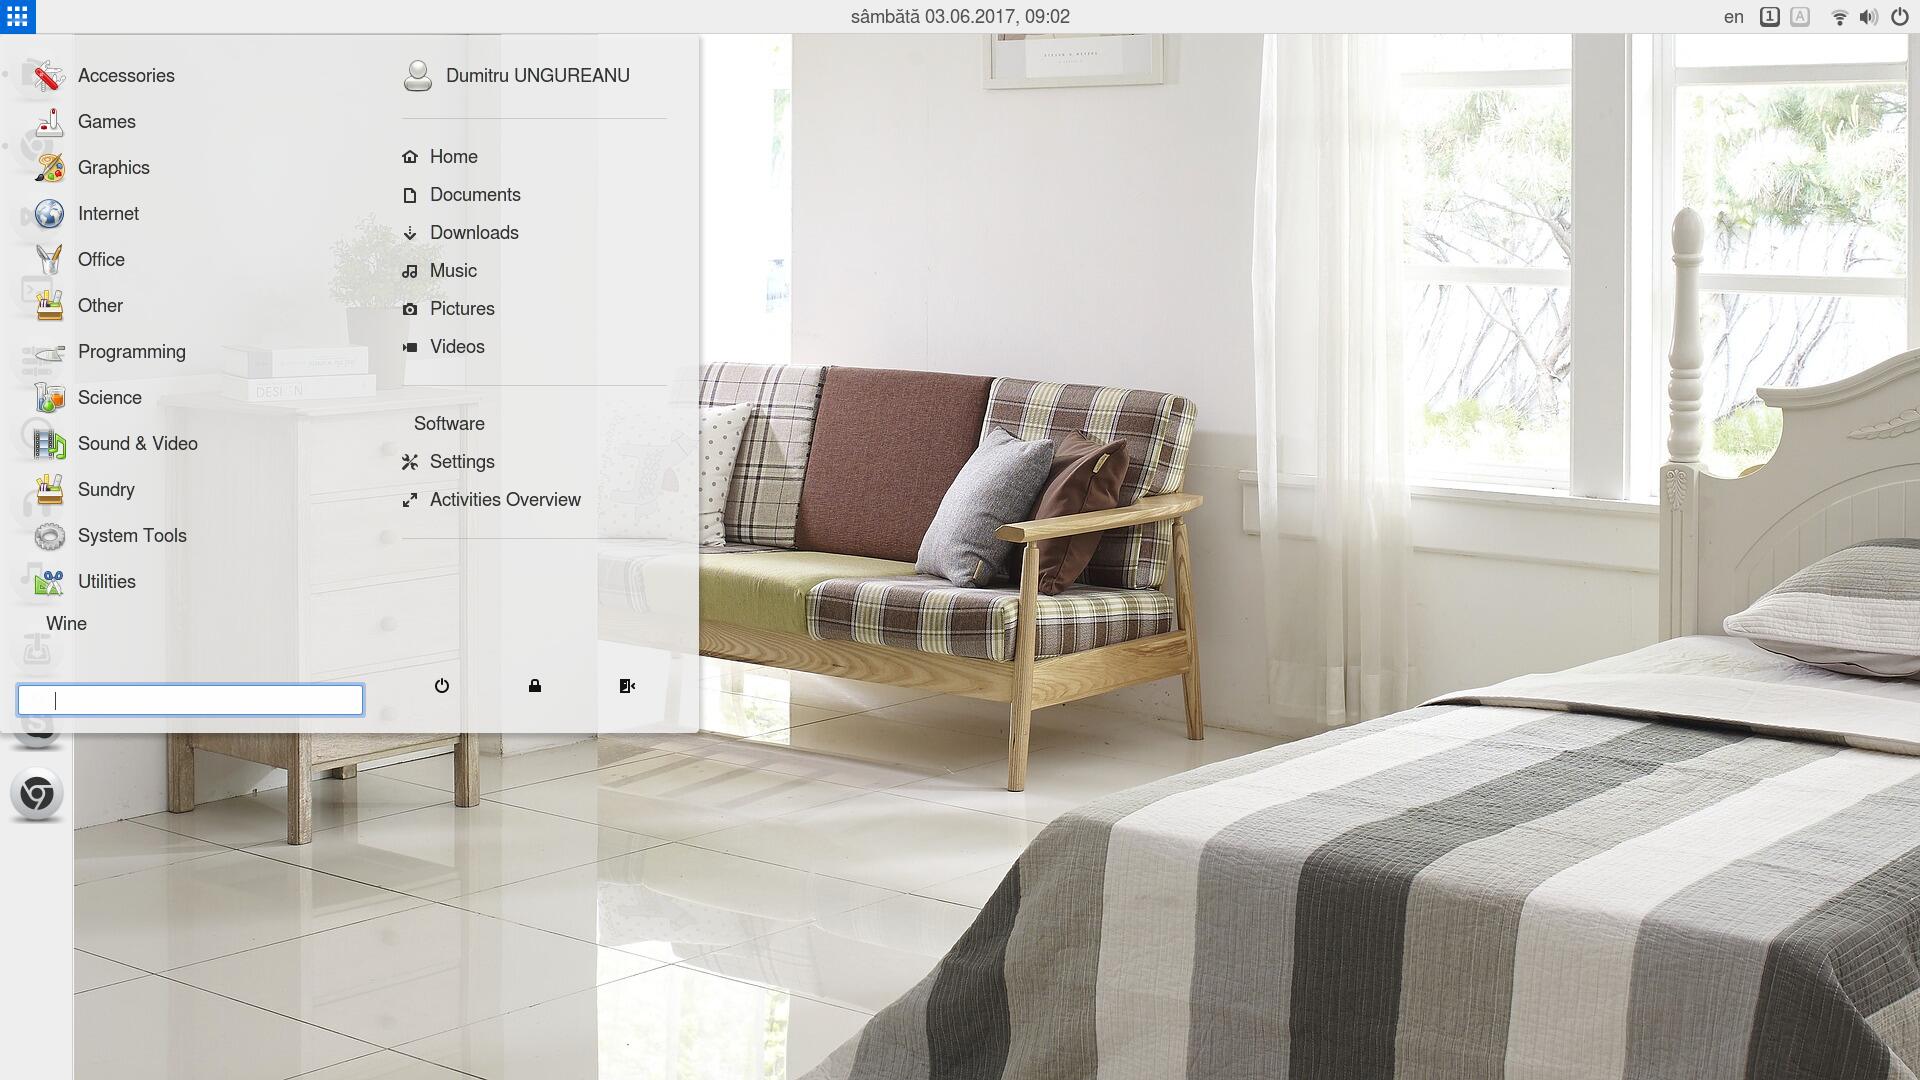 sâmbătă 03.06.2017, 09:02
en
1
A
Accessories
Games
Graphics
Internet
Office
Other
Programming
Science
Sound & Video
Sundry
System Tools
Utilities
Wine
Dumitru UNGUREANU
Home
Documents
Downloads
Music
Pictures
Videos
Software
Settings
Activities Overview